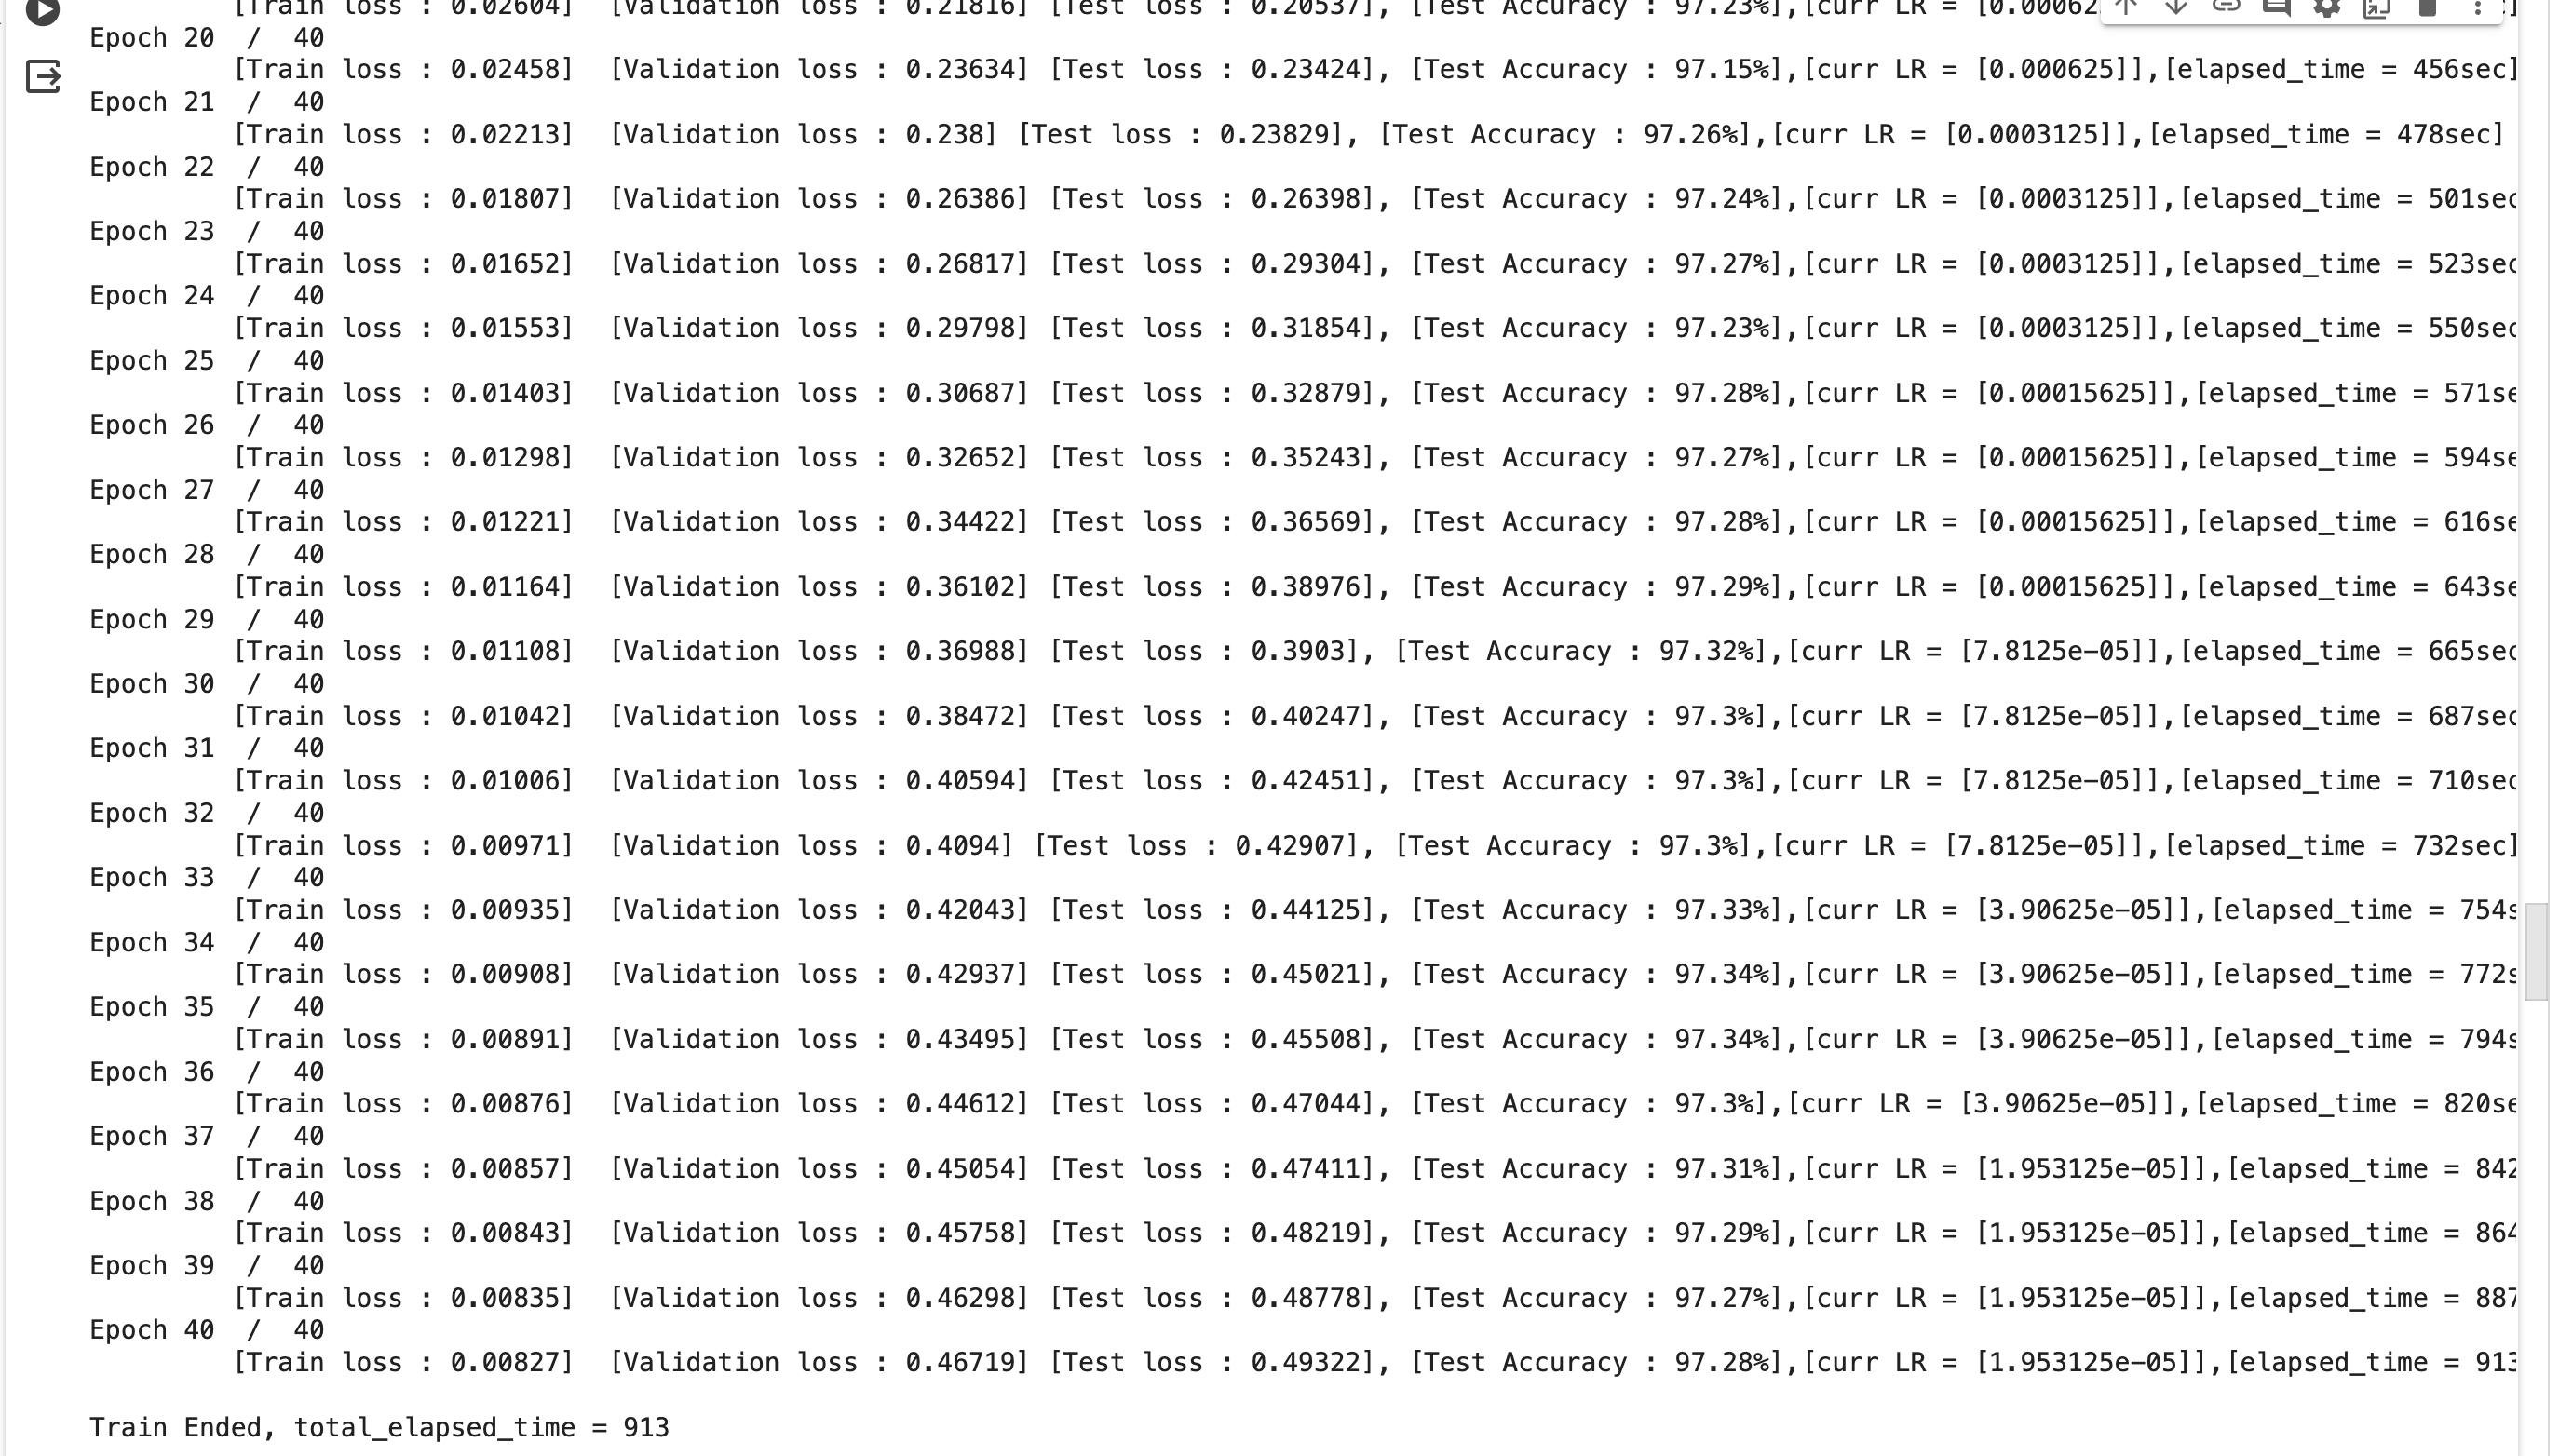 [Train loss : 0.02604]  [Validation loss : 0.21816] [Test loss : 0.20537], [Test Accuracy : 97.23%],[curr LR = [0.00062
Epoch 20  /  40
[Train loss : 0.02458]  [Validation loss : 0.23634] [Test loss : 0.23424], [Test Accuracy : 97.15%],[curr LR = [0.000625]],[elapsed_time = 456sec]
Epoch 21  /  40
[Train loss : 0.02213]  [Validation loss : 0.238] [Test loss : 0.23829], [Test Accuracy : 97.26%],[curr LR = [0.0003125]],[elapsed_time = 478sec]
Epoch 22  /  40
[Train loss : 0.01807]  [Validation loss : 0.26386] [Test loss : 0.26398], [Test Accuracy : 97.24%],[curr LR = [0.0003125]],[elapsed_time = 501sec
Epoch 23  /  40
[Train loss : 0.01652]  [Validation loss : 0.26817] [Test loss : 0.29304], [Test Accuracy : 97.27%],[curr LR = [0.0003125]],[elapsed_time = 523sec
Epoch 24  /  40
[Train loss : 0.01553]  [Validation loss : 0.29798] [Test loss : 0.31854], [Test Accuracy : 97.23%],[curr LR = [0.0003125]],[elapsed_time = 550sec
Epoch 25  /  40
[Train loss : 0.01403]  [Validation loss : 0.30687] [Test loss : 0.32879], [Test Accuracy : 97.28%],[curr LR = [0.00015625]],[elapsed_time = 571se
Epoch 26  /  40
[Train loss : 0.01298]  [Validation loss : 0.32652] [Test loss : 0.35243], [Test Accuracy : 97.27%],[curr LR = [0.00015625]],[elapsed_time = 594se
Epoch 27  /  40
[Train loss : 0.01221]  [Validation loss : 0.34422] [Test loss : 0.36569], [Test Accuracy : 97.28%],[curr LR = [0.00015625]],[elapsed_time = 616se
Epoch 28  /  40
[Train loss : 0.01164]  [Validation loss : 0.36102] [Test loss : 0.38976], [Test Accuracy : 97.29%],[curr LR = [0.00015625]],[elapsed_time = 643se
Epoch 29  /  40
[Train loss : 0.01108]  [Validation loss : 0.36988] [Test loss : 0.3903], [Test Accuracy : 97.32%],[curr LR = [7.8125e-05]],[elapsed_time = 665sec
Epoch 30  /  40
[Train loss : 0.01042]  [Validation loss : 0.38472] [Test loss : 0.40247], [Test Accuracy : 97.3%],[curr LR = [7.8125e-05]],[elapsed_time = 687sec
Epoch 31  /  40
[Train loss : 0.01006]  [Validation loss : 0.40594] [Test loss : 0.42451], [Test Accuracy : 97.3%],[curr LR = [7.8125e-05]],[elapsed_time = 710sec
Epoch 32  /  40
[Train loss : 0.00971]  [Validation loss : 0.4094] [Test loss : 0.42907], [Test Accuracy : 97.3%],[curr LR = [7.8125e-05]],[elapsed_time = 732sec]
Epoch 33  /  40
[Train loss : 0.00935]  [Validation loss : 0.42043] [Test loss : 0.44125], [Test Accuracy : 97.33%],[curr LR = [3.90625e-05]],[elapsed_time = 754s
Epoch 34  /  40
[Train loss : 0.00908]  [Validation loss : 0.42937] [Test loss : 0.45021], [Test Accuracy : 97.34%],[curr LR = [3.90625e-05]],[elapsed_time = 772s
Epoch 35  /  40
[Train loss : 0.00891]  [Validation loss : 0.43495] [Test loss : 0.45508], [Test Accuracy : 97.34%],[curr LR = [3.90625e-05]],[elapsed_time = 794s
Epoch 36  /  40
[Train loss : 0.00876]  [Validation loss : 0.44612] [Test loss : 0.47044], [Test Accuracy : 97.3%],[curr LR = [3.90625e-05]],[elapsed_time = 820se
Epoch 37  /  40
[Train loss : 0.00857]  [Validation loss : 0.45054] [Test loss : 0.47411], [Test Accuracy : 97.31%],[curr LR = [1.953125e-05]],[elapsed_time = 842
Epoch 38  /  40
[Train loss : 0.00843]  [Validation loss : 0.45758] [Test loss : 0.48219], [Test Accuracy : 97.29%],[curr LR = [1.953125e-05]],[elapsed_time = 864
Epoch 39  /  40
[Train loss : 0.00835]  [Validation loss : 0.46298] [Test loss : 0.48778], [Test Accuracy : 97.27%],[curr LR = [1.953125e-05]],[elapsed_time = 887
Epoch 40  /  40
[Train loss : 0.00827]  [Validation loss : 0.46719] [Test loss : 0.49322], [Test Accuracy : 97.28%],[curr LR = [1.953125e-05]],[elapsed_time = 913
Train Ended, total_elapsed_time = 913